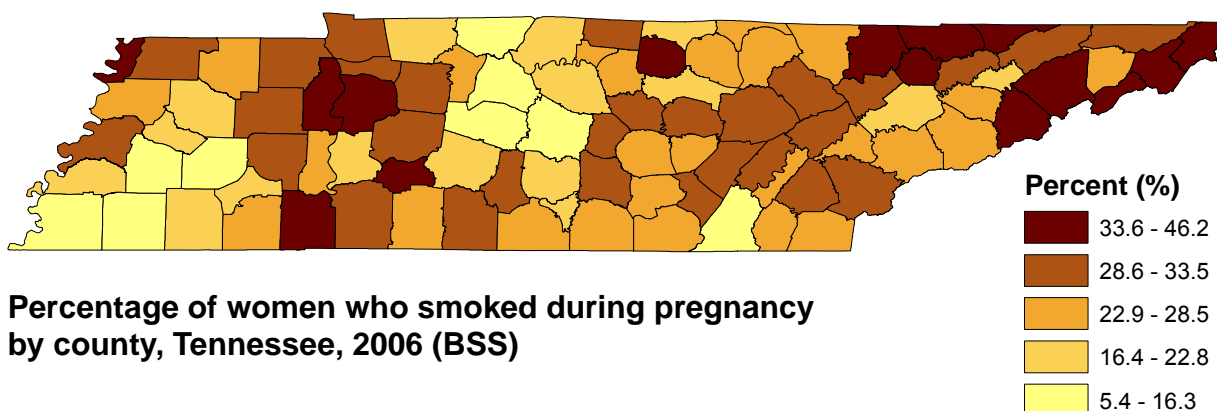 Percent (%)
33.6 - 46.2
28.6 - 33.5
22.9 - 28.5
16.4 - 22.8
5.4 - 16.3
Percentage of women who smoked during pregnancy
by county, Tennessee, 2006 (BSS)